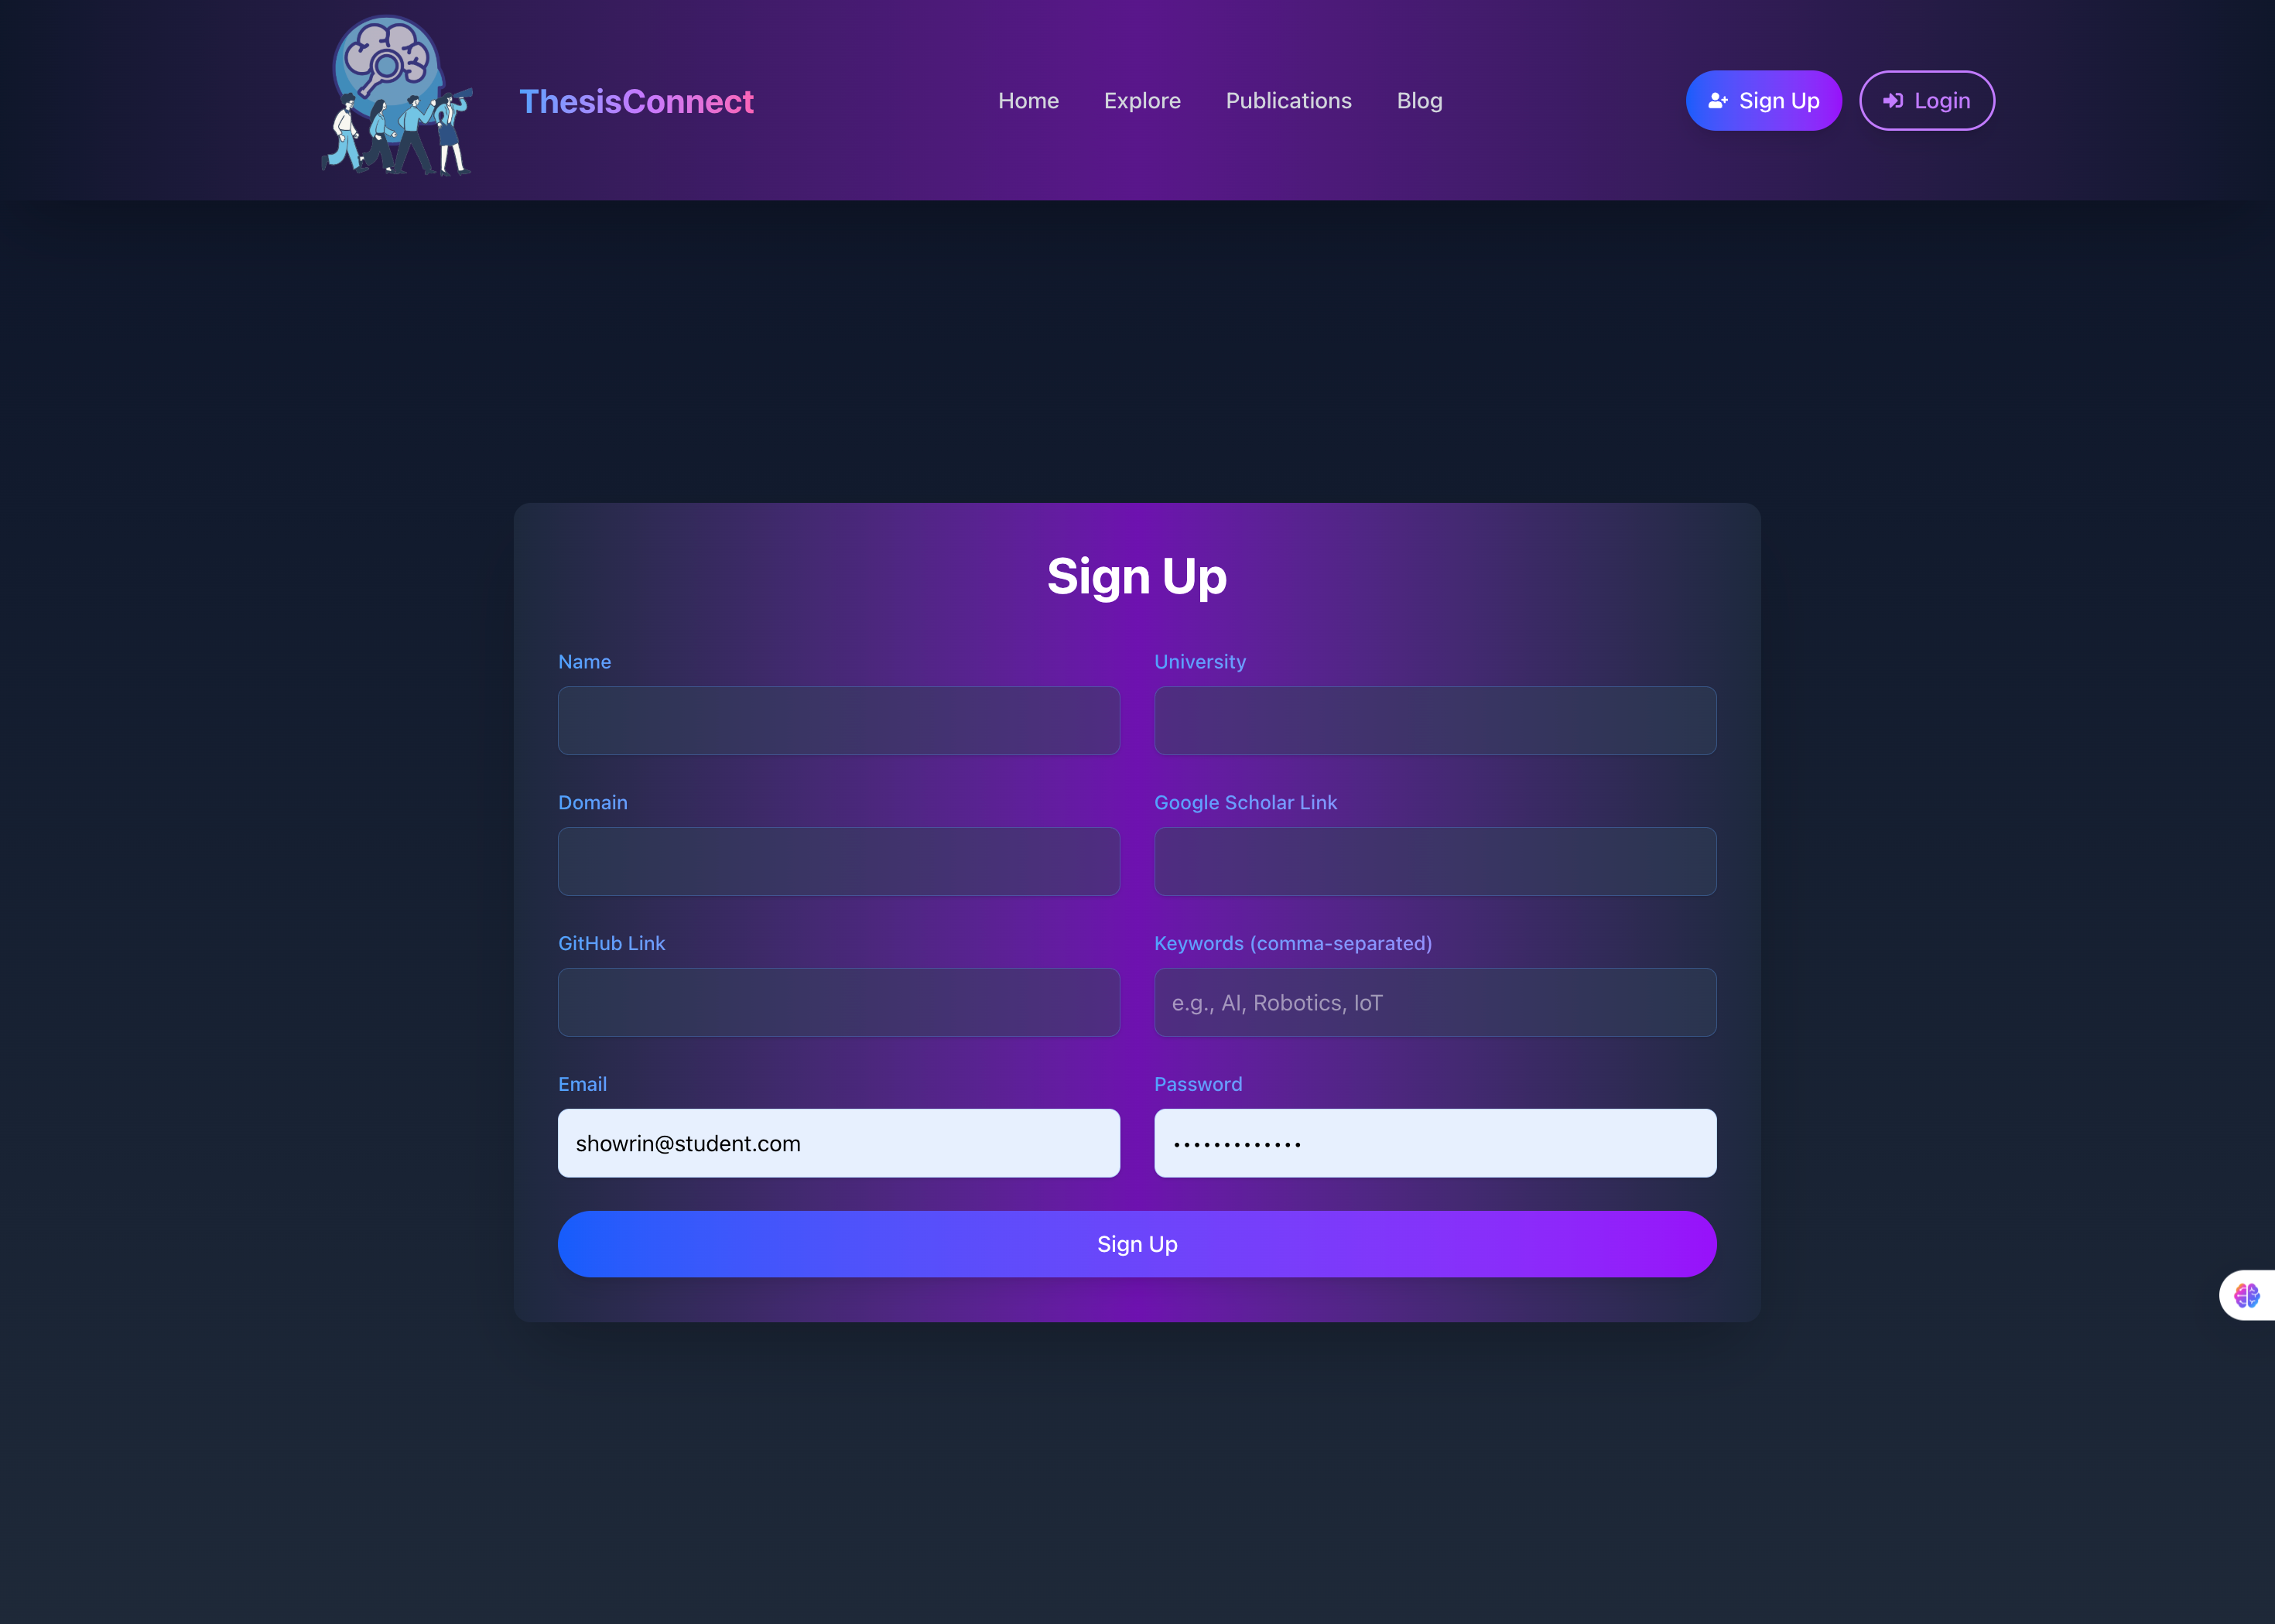 ThesisConnect
Home Explore Publications Blog
Sign Up Login
Sign Up
Name University
Domain Google Scholar Link
GitHub Link Keywords (comma-separated)
e.g., AI, Robotics, IoT
Email Password
showrin@student.com •••••••••••••
Sign Up